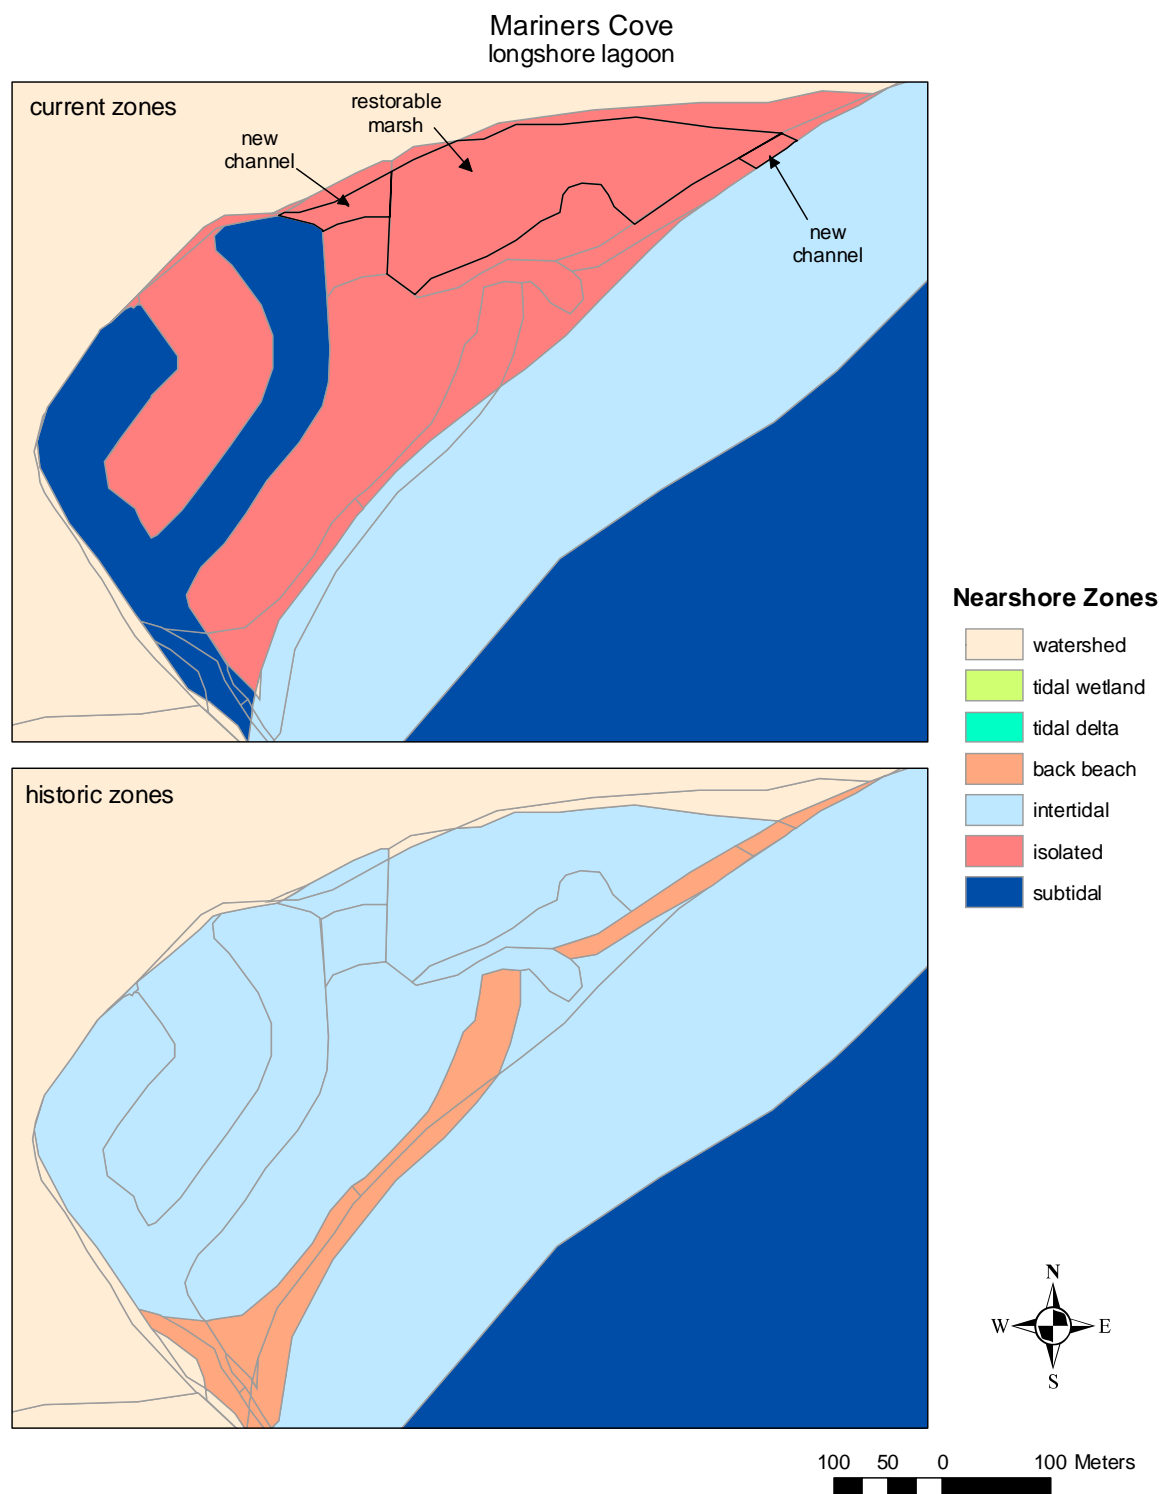 Mariners Cove
longshore lagoon
current zones
restorable
marsh
new
channel
new
channel
historic zones
Nearshore Zones
watershed
tidal wetland
tidal delta
back beach
intertidal
isolated
subtidal
N
W
E
S
100 50 0 100 Meters